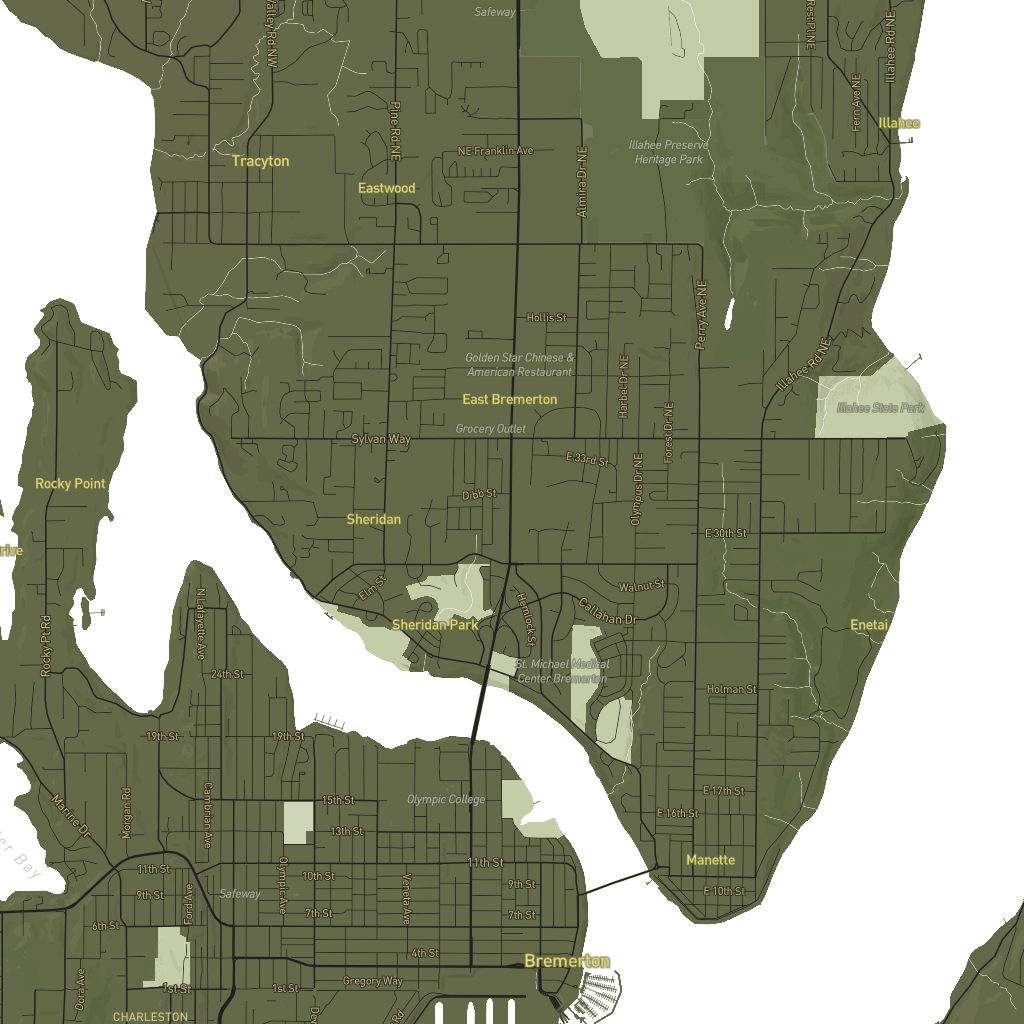 Safeway
Valley Rd NW
Illahee Rd NE
Fern Ave NE
Illahee
Pine Rd NE
NE Franklin Ave
Illahee Preserve
Heritage Park
Tracyton
Eastwood
Almira Dr NE
Perry Ave NE
Hollis St
Golden Star Chinese &
American Restaurant
Harbel Dr NE
Illahee Rd NE
East Bremerton
Illahee State Park
Grocery Outlet
Sylvan Way
Forest Dr NE
E 33rd St
Olympus Dr NE
Rocky Point
Dibb St
Sheridan
E 30th St
Elm St
Walnut St
Hemlock St
Callahan Dr
N Lafayette Ave
Sheridan Park
Enetai
Rocky Pt Rd
St. Michael Medical
Center Bremerton
24th St
Holman St
19th St
19th St
E 17th St
15th St
Olympic College
E 16th St
Marine Dr
Morgan Rd
Cambrian Ave
13th St
Manette
11th St
11th St
10th St
9th St
E 10th St
9th St
Olympic Ave
Veneta Ave
Safeway
Ford Ave
7th St
7th St
6th St
4th St
Bremerton
Dora Ave
1st St
1st St
Gregory Way
CHARLESTON